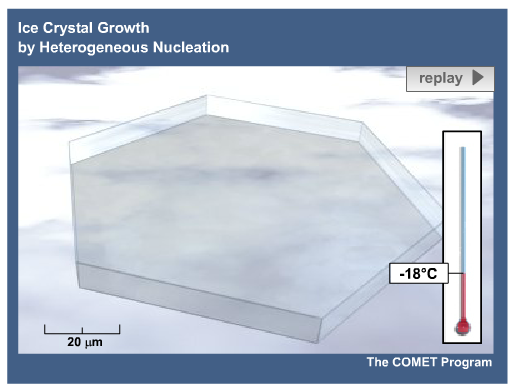 Ice Crystal Growth
by Heterogeneous Nucleation
replay
-18°C
20 μm
The COMET Program